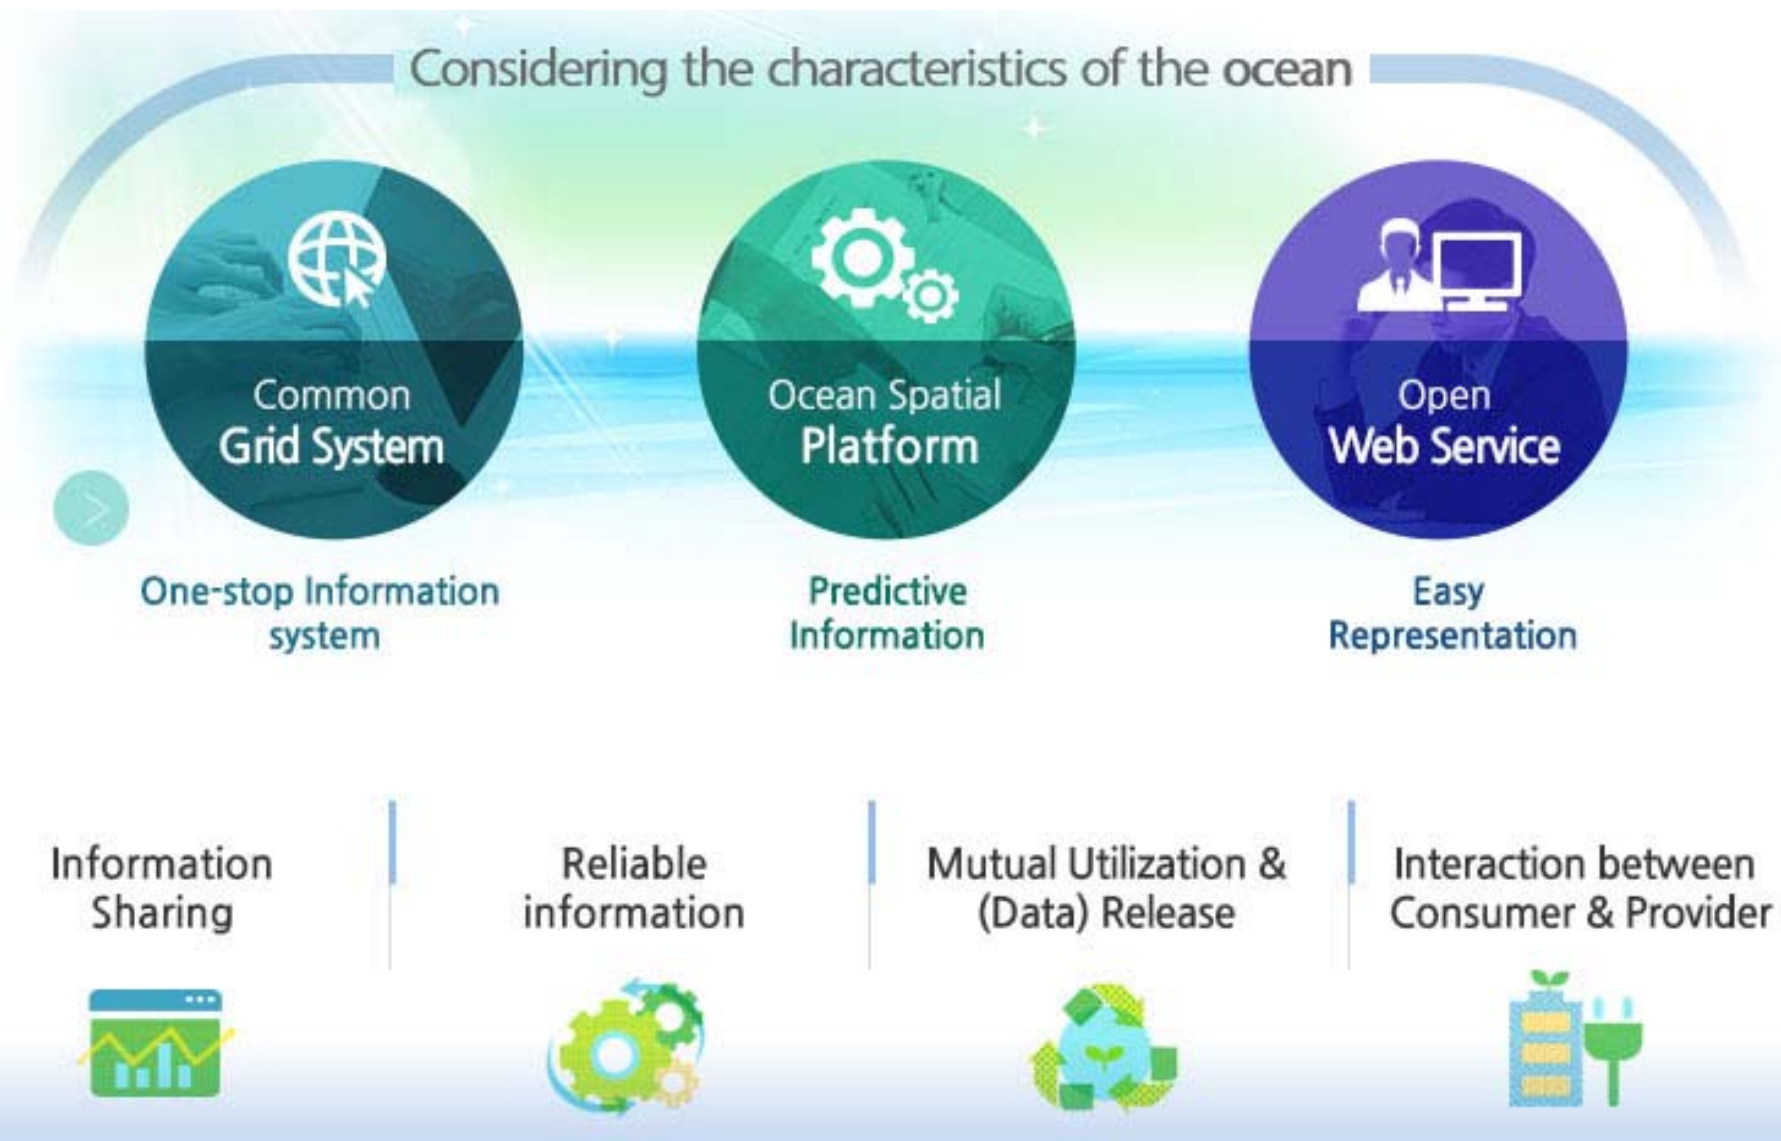 Considering the characteristics of the ocean
Common
Grid System
Ocean Spatial
Platform
Open
Web Service
One-stop Information
system
Predictive
Information
Easy
Representation
Information
Sharing
Reliable
information
Mutual Utilization &
(Data) Release
Interaction between
Consumer & Provider